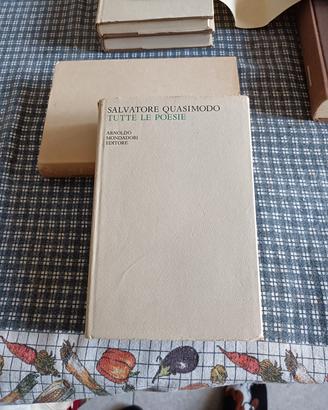 SALVATORE QUASIMODO
TUTTE LE POESIE
ARNOLDO
MONDADORI
EDITORE